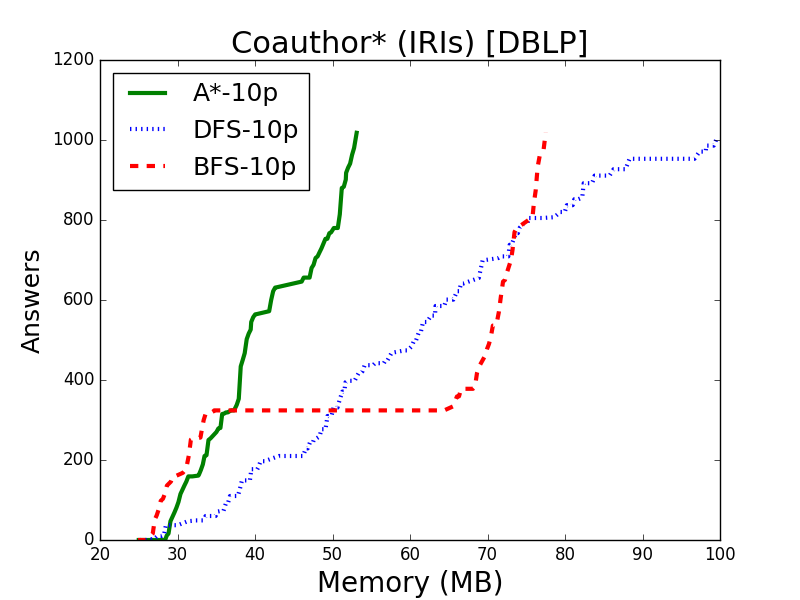 Coauthor* (IRIs) [DBLP]
1200
1000
800
600
400
200
0
Answers
A*-10p
DFS-10p
BFS-10p
20 30 40 50 60 70 80 90 100
Memory (MB)